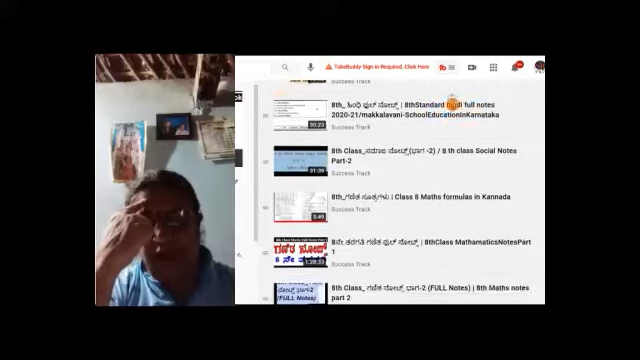 TubeBuddy Sign in Required, Click Here
Success Track
8th_ ಹಿಂಧಿ ಫುಲ್ ನೋಟ್ಸ್ | 8thStandard hindi full notes
2020-21/makkalavani-SchoolEducationInKarnataka
Success Track
30:23
8th Class_ಸಮಾಜ ನೋಟ್ಸ್(ಭಾಗ -2) / 8 th class Social Notes
Part-2
Success Track
31:39
8th_ಗಣಿತ ಸೂತ್ರಗಳು | Class 8 Maths formulas in Kannada
Success Track
5:49
8ನೇ ತರಗತಿ ಗಣಿತ ಫುಲ್ ನೋಟ್ಸ್ | 8thClass MathamaticsNotesPart
1
Success Track
ಗಣಿತ ನೋಟ್ಸ್
8 ನೇ
1:28:33
8th Class_ ಗಣಿತ ನೋಟ್ಸ್ ಭಾಗ-2 (FULL Notes) | 8th Maths notes
part 2
ನೋಟ್ಸ್ ಭಾಗ-2
(Full Notes)